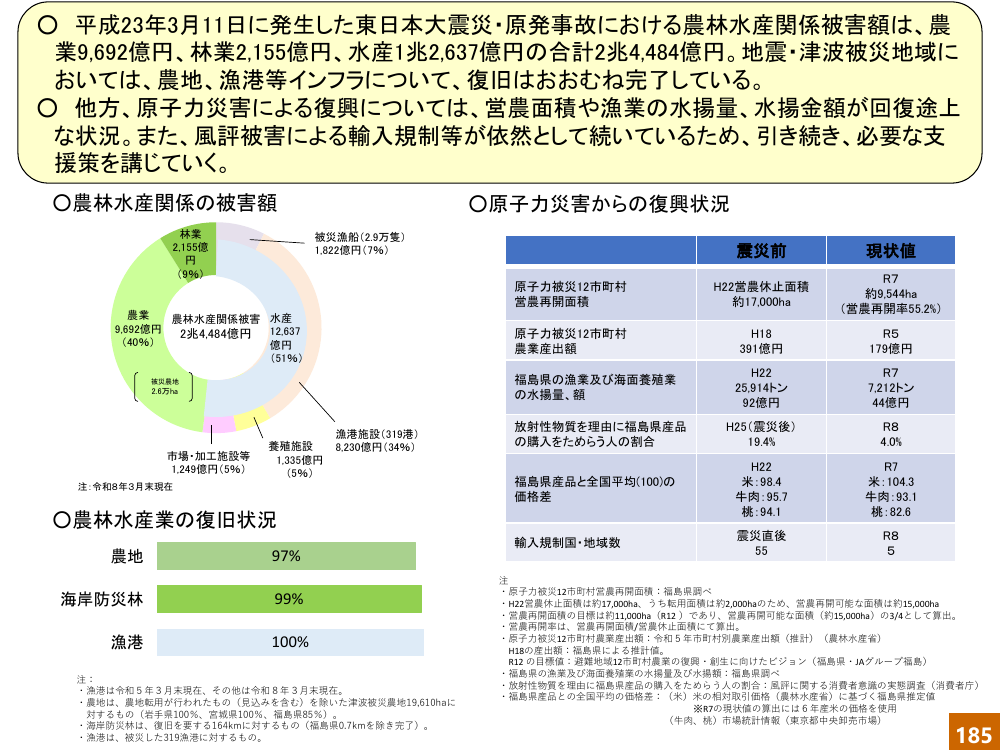 〇　平成23年3月11日に発生した東日本大震災・原発事故における農林水産関係被害額は、農
業9,692億円、林業2,155億円、水産1兆2,637億円の合計2兆4,484億円。地震・津波被災地域に
おいては、農地、漁港等インフラについて、復旧はおおむね完了している。
〇　他方、原子力災害による復興については、営農面積や漁業の水揚量、水揚金額が回復途上
な状況。また、風評被害による輸入規制等が依然として続いているため、引き続き、必要な支
援策を講じていく。
〇農林水産関係の被害額
林業
2,155億
円
（9%）
被災漁船（2.9万隻）
1,822億円（7%）
農業
9,692億円
（40%）
農林水産関係被害
2兆4,484億円
水産
12,637
億円
（51%）
被災農地
2.6万ha
漁港施設（319港）
8,230億円（34%）
養殖施設
1,335億円
（5%）
市場・加工施設等
1,249億円（5%）
注：令和8年3月末現在
〇農林水産業の復旧状況
農地 97%
海岸防災林 99%
漁港 100%
注：
・漁港は令和５年３月末現在、その他は令和８年３月末現在。
・農地は、農地転用が行われたもの（見込みを含む）を除いた津波被災農地19,610haに
対するもの（岩手県100%、宮城県100%、福島県85%）。
・海岸防災林は、復旧を要する164kmに対するもの（福島県0.7kmを除き完了）。
・漁港は、被災した319漁港に対するもの。
〇原子力災害からの復興状況
震災前 現状値
原子力被災12市町村
営農再開面積
H22営農休止面積
約17,000ha
R7
約9,544ha
（営農再開率55.2%）
原子力被災12市町村
農業産出額
H18
391億円
R5
179億円
福島県の漁業及び海面養殖業
の水揚量、額
H22
25,914トン
92億円
R7
7,212トン
44億円
放射性物質を理由に福島県産品
の購入をためらう人の割合
H25（震災後）
19.4%
R8
4.0%
福島県産品と全国平均（100）の
価格差
H22
米：98.4
牛肉：95.7
桃：94.1
R7
米：104.3
牛肉：93.1
桃：82.6
輸入規制国・地域数
震災直後
55
R8
5
注
・原子力被災12市町村営農再開面積：福島県調べ
・H22営農休止面積は約17,000ha、うち転用面積は約2,000haのため、営農再開可能な面積は約15,000ha
・営農再開面積の目標は約11,000ha（R12）であり、営農再開可能な面積（約15,000ha）の3/4として算出。
・営農再開率は、営農再開面積/営農休止面積にて算出。
・原子力被災12市町村農業産出額：令和５年市町村別農業産出額（推計）（農林水産省）
H18の産出額：福島県による推計値。
R12 の目標値：避難地域12市町村農業の復興・創生に向けたビジョン（福島県・JAグループ福島）
・福島県の漁業及び海面養殖業の水揚量及び水揚額：福島県調べ
・放射性物質を理由に福島県産品の購入をためらう人の割合：風評に関する消費者意識の実態調査（消費者庁）
・福島県産品と全国平均の価格差：（米）米の相対取引価格（農林水産省）に基づく福島県推定値
※R7の現状値の算出には６年産米の価格を使用
（牛肉、桃）市場統計情報（東京都中央卸売市場）
185